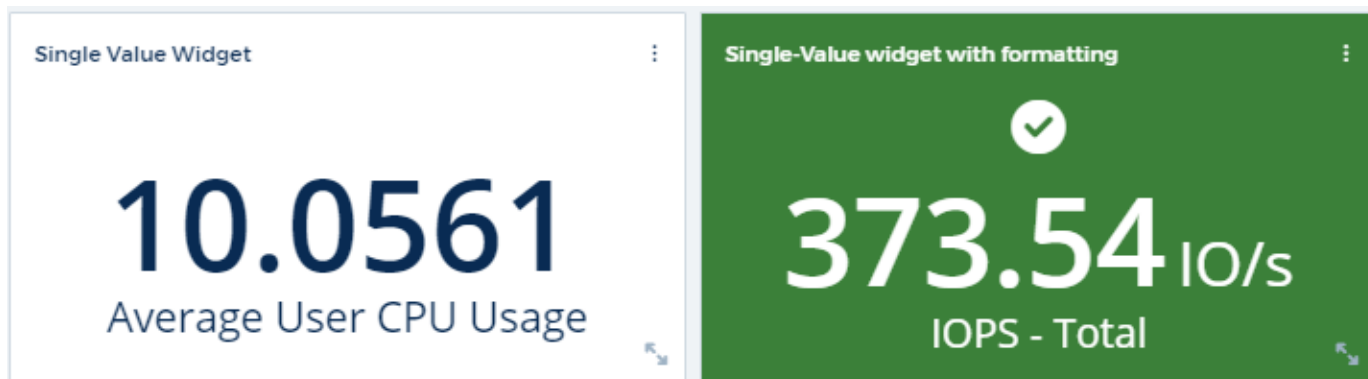 Single Value Widget
10.0561
Average User CPU Usage
Single-Value widget with formatting
373.54 IO/s
IOPS - Total